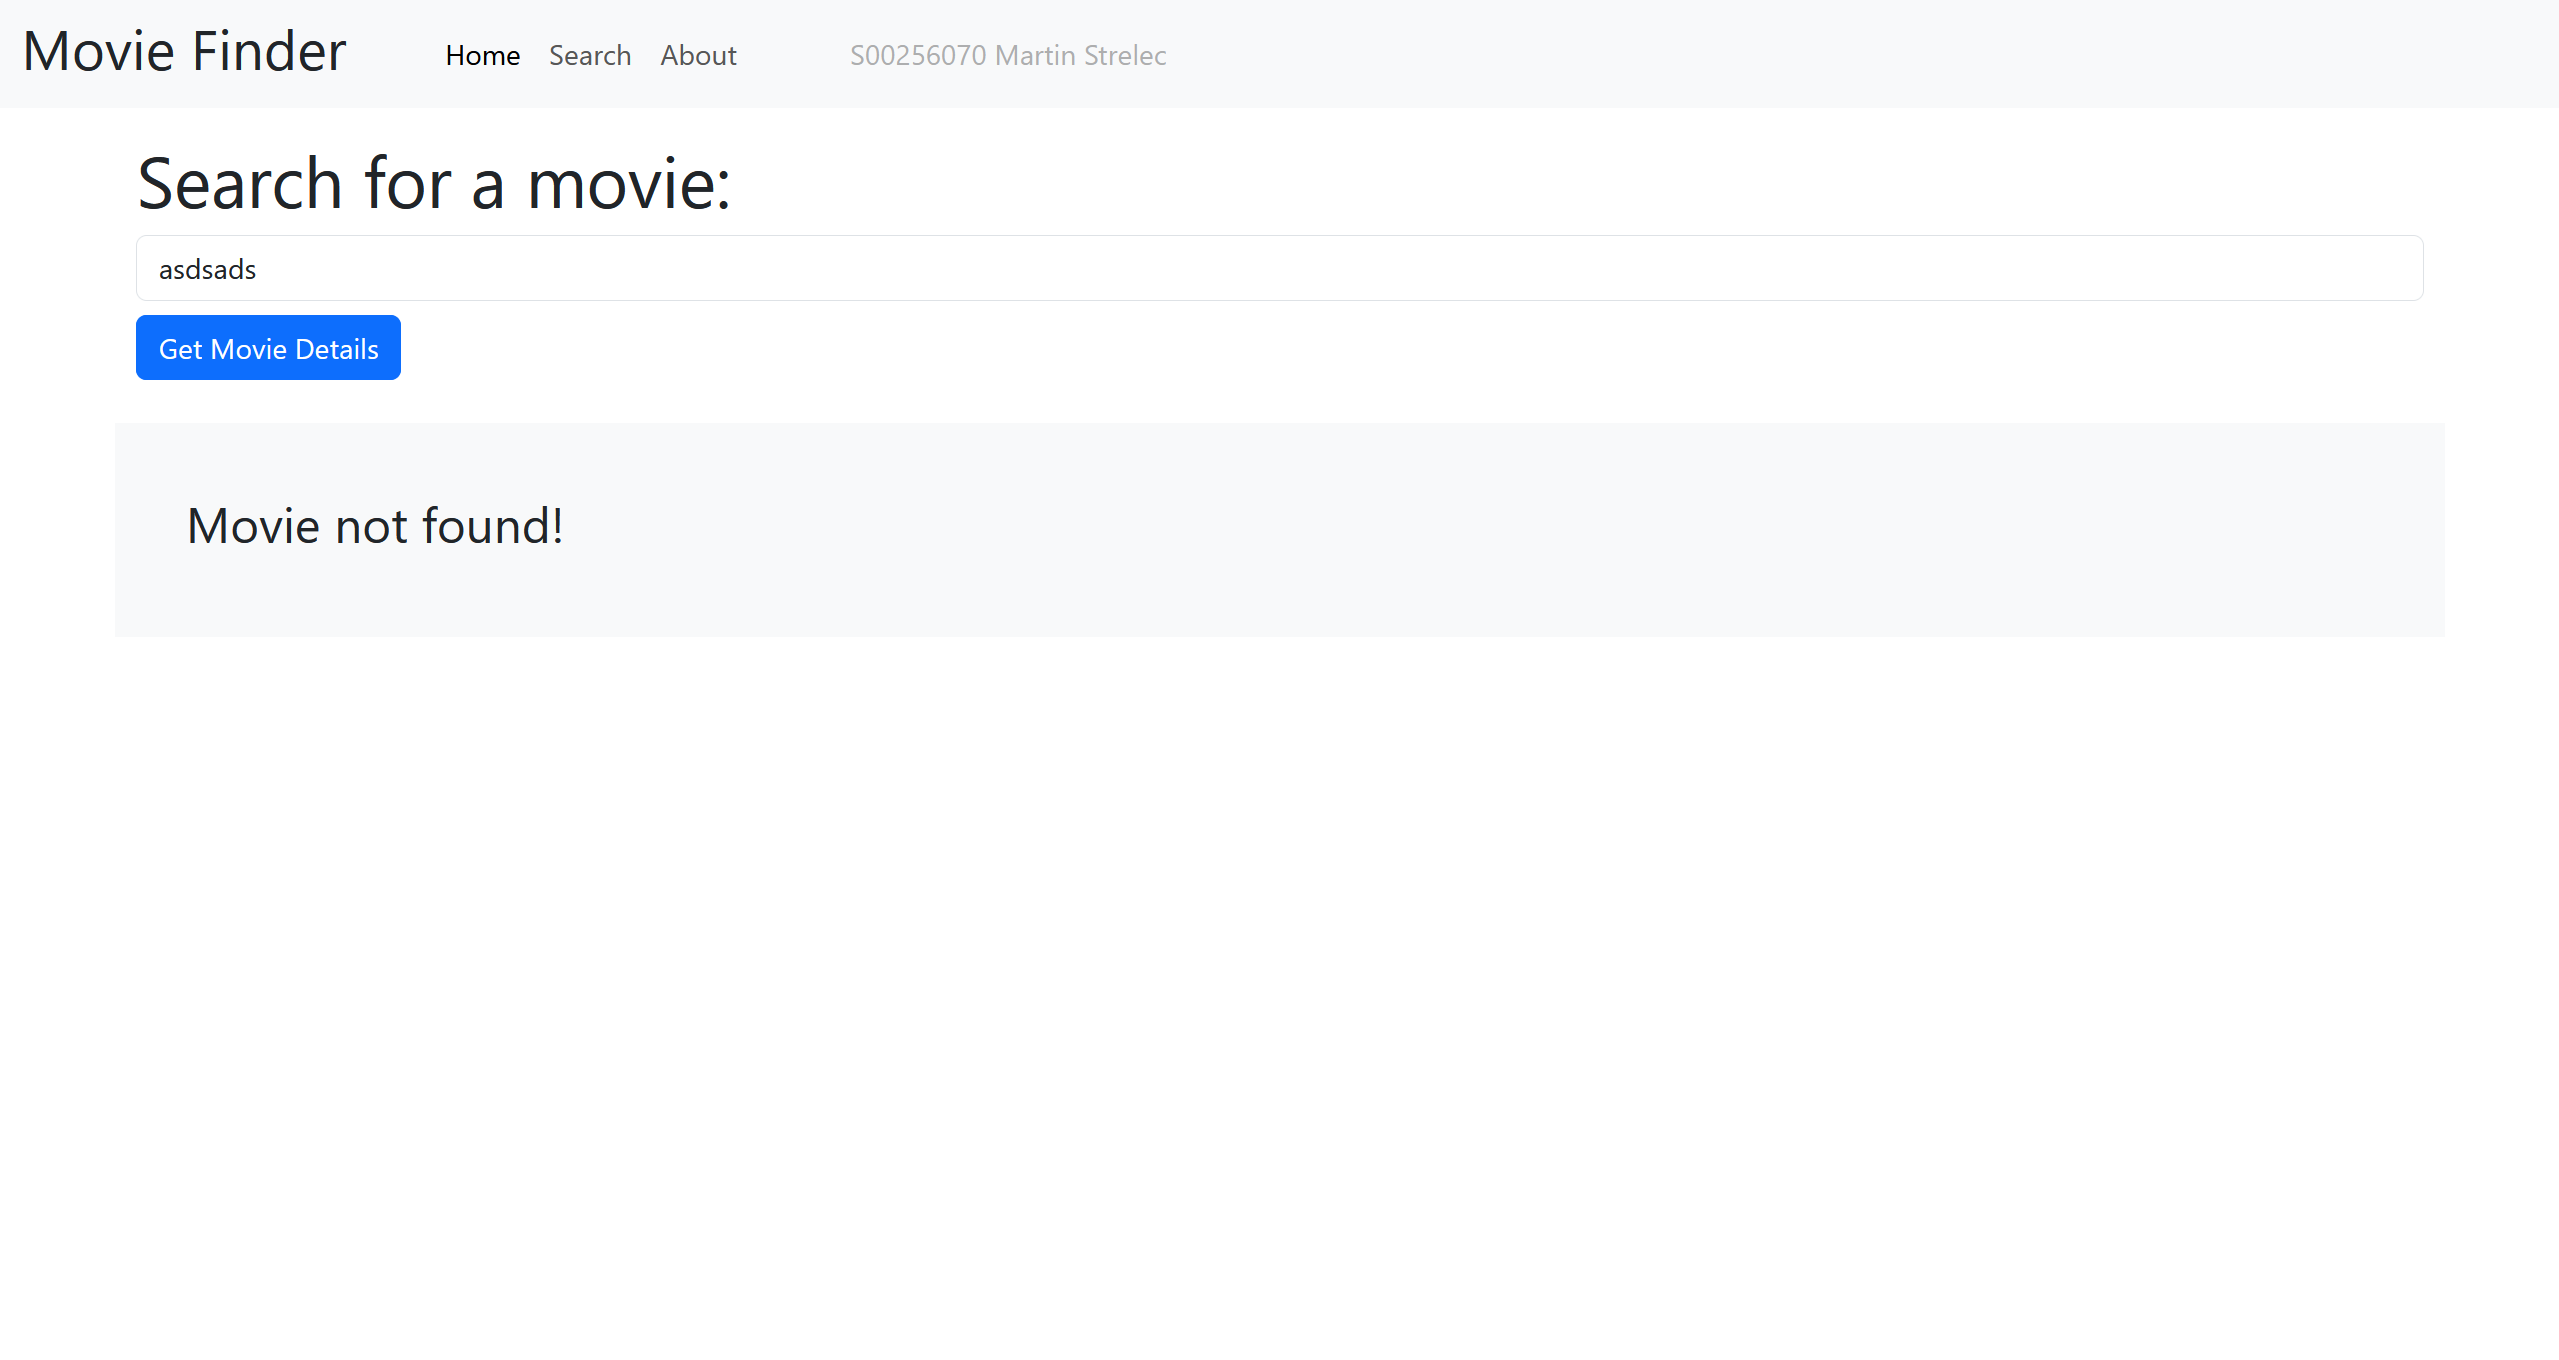 Movie Finder Home Search About S00256070 Martin Strelec
Search for a movie:
asdsads
Get Movie Details
Movie not found!